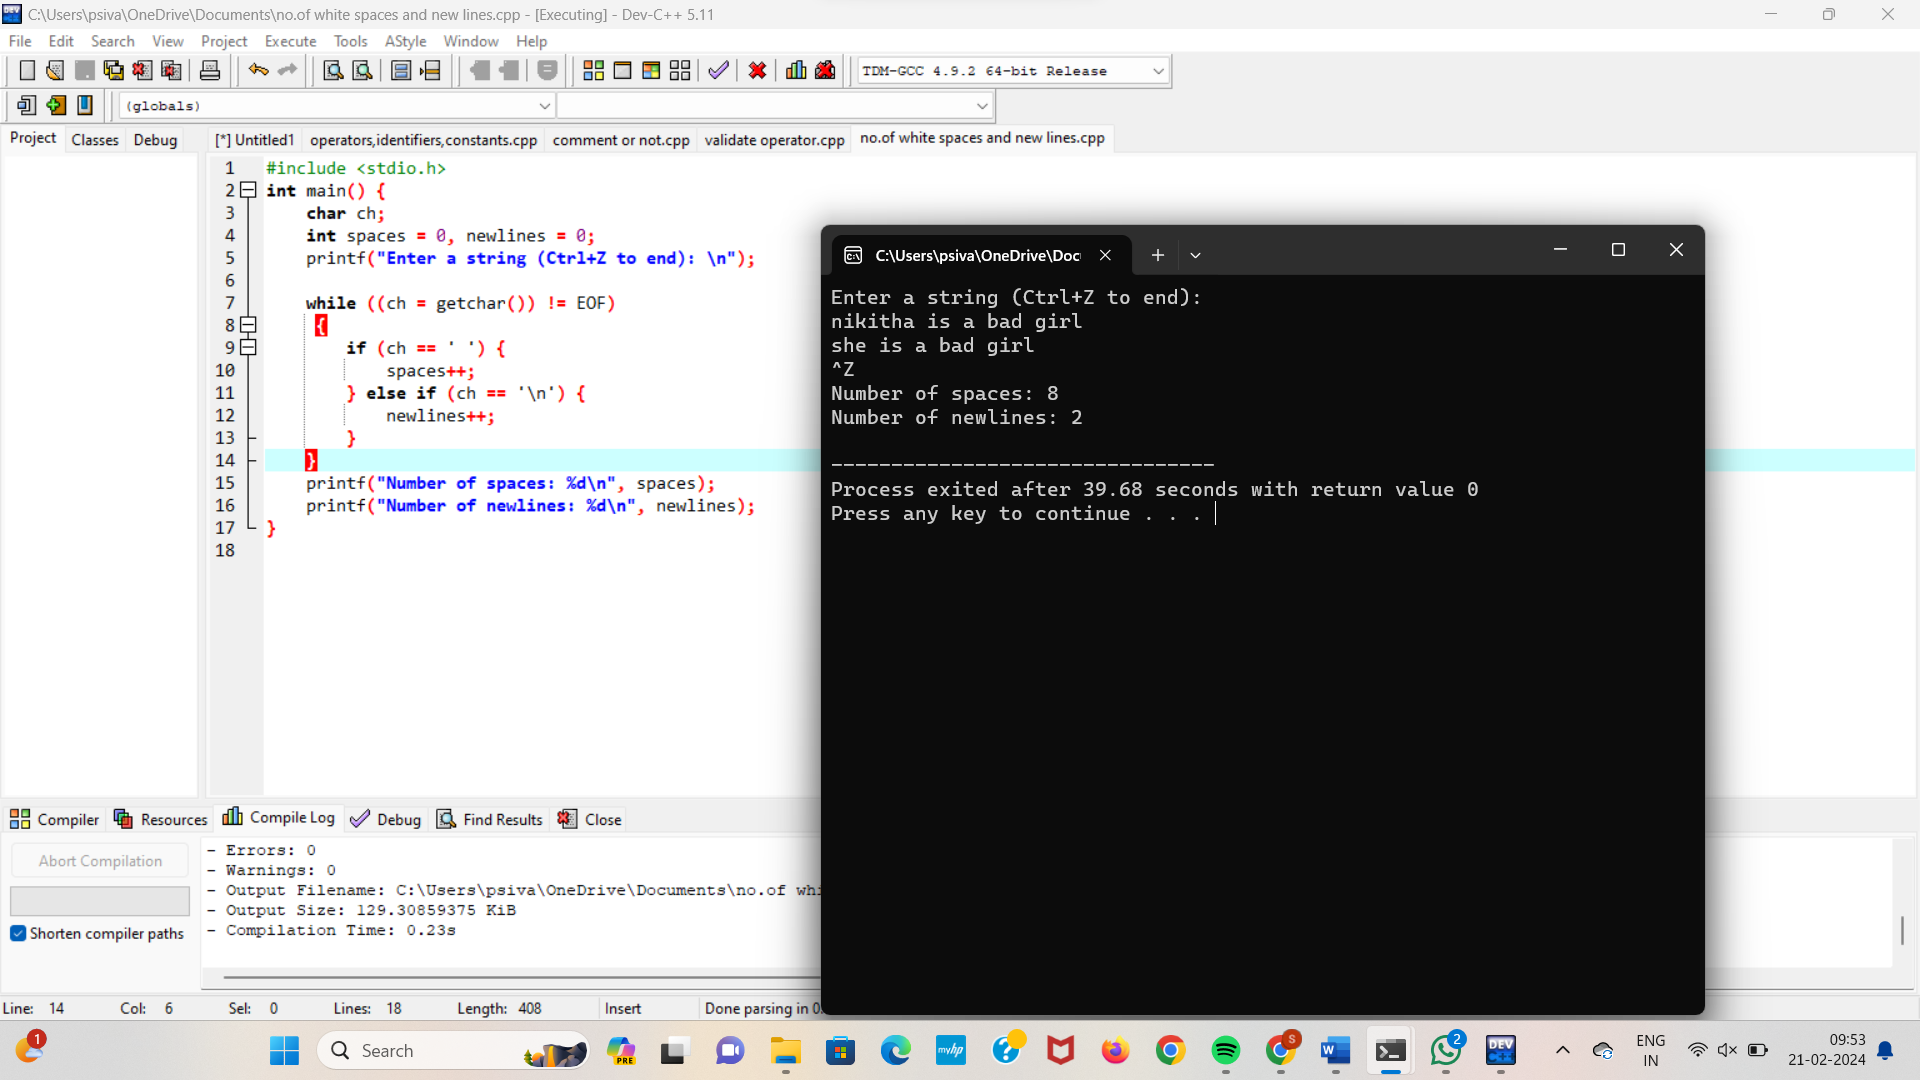 C:\Users\psiva\OneDrive\Documents\no.of white spaces and new lines.cpp - [Executing] - Dev-C++ 5.11
File Edit Search View Project Execute Tools AStyle Window Help
TDM-GCC 4.9.2 64-bit Release
(globals)
Project Classes Debug
[*] Untitled1 operators,identifiers,constants.cpp comment or not.cpp validate operator.cpp no.of white spaces and new lines.cpp
1 #include <stdio.h>
2 int main() {
3 char ch;
4 int spaces = 0, newlines = 0;
5 printf("Enter a string (Ctrl+Z to end): \n");
6
7 while ((ch = getchar()) != EOF)
8 {
9 if (ch == ' ') {
10 spaces++;
11 } else if (ch == '\n') {
12 newlines++;
13 }
14 }
15 printf("Number of spaces: %d\n", spaces);
16 printf("Number of newlines: %d\n", newlines);
17 }
18
C:\Users\psiva\OneDrive\Doc
Enter a string (Ctrl+Z to end):
nikitha is a bad girl
she is a bad girl
^Z
Number of spaces: 8
Number of newlines: 2
--------------------------------
Process exited after 39.68 seconds with return value 0
Press any key to continue . . .
Compiler Resources Compile Log Debug Find Results Close
Abort Compilation
Shorten compiler paths
- Errors: 0
- Warnings: 0
- Output Filename: C:\Users\psiva\OneDrive\Documents\no.of whi
- Output Size: 129.30859375 KiB
- Compilation Time: 0.23s
Line: 14 Col: 6 Sel: 0 Lines: 18 Length: 408 Insert Done parsing in 0.
1
Search
PRE
myhp
S
W
2
DEV C++
ENG
IN
09:53
21-02-2024